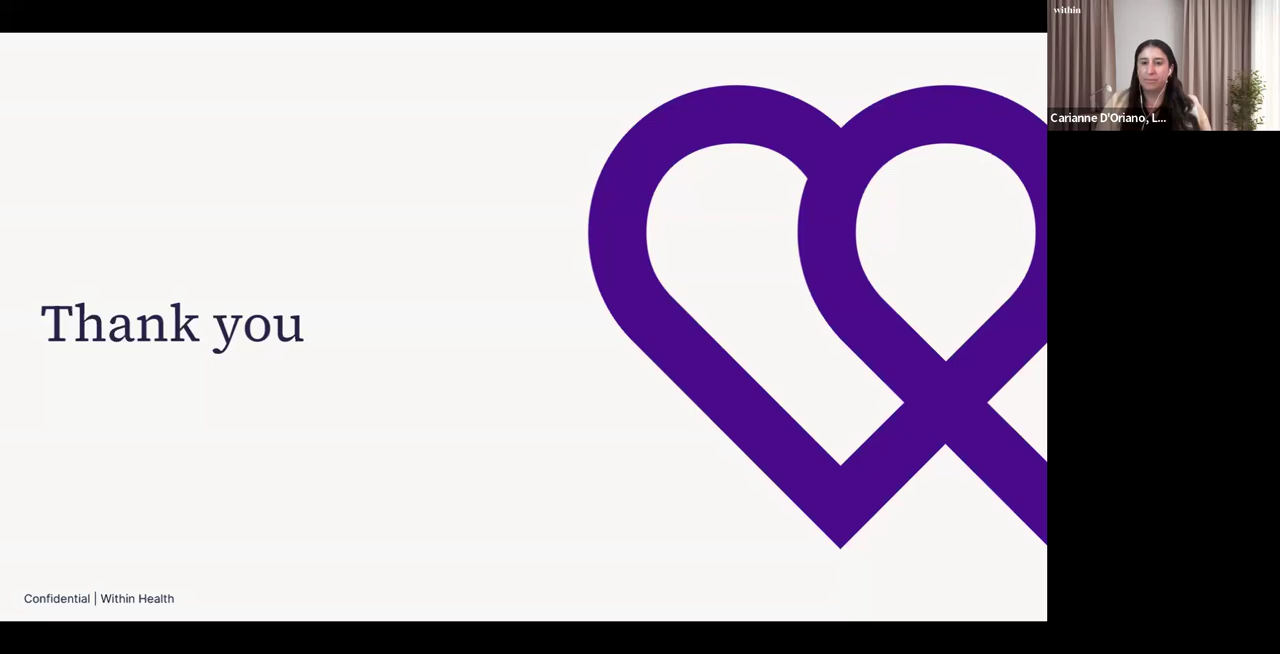 within
Carianne D'Oriano, L...
Thank you
Confidential | Within Health